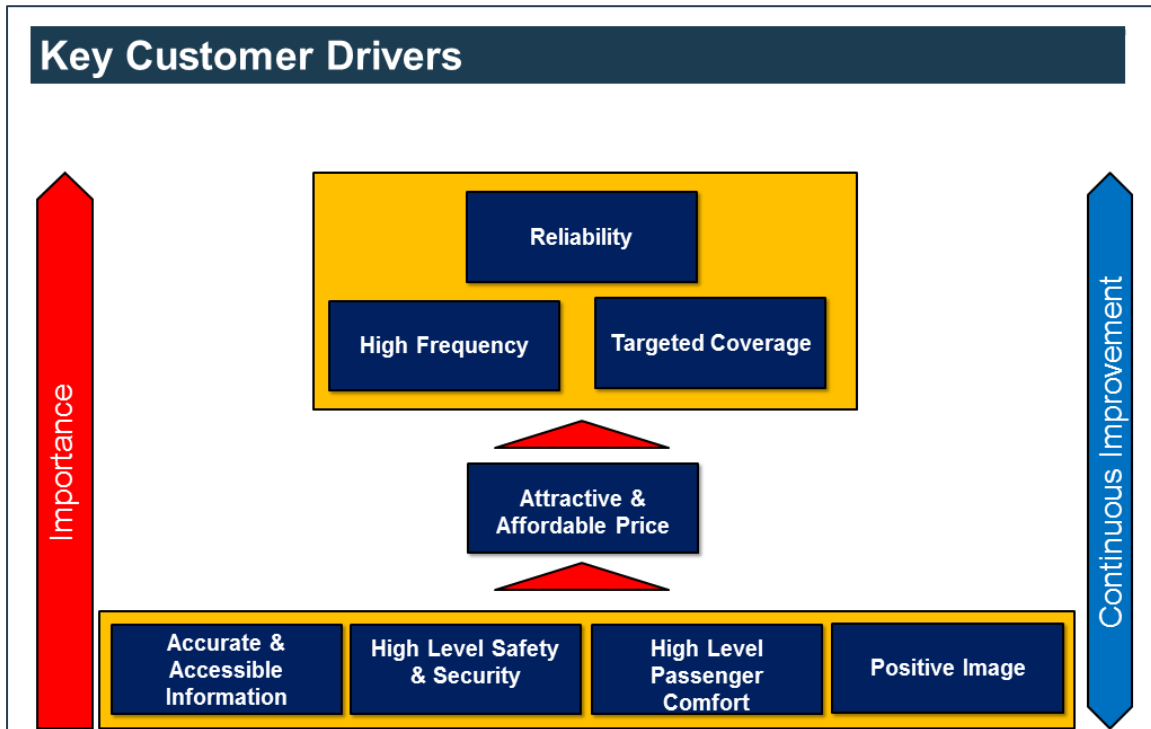 Key Customer Drivers
Importance
Reliability
High Frequency
Targeted Coverage
Attractive &
Affordable Price
Accurate &
Accessible
Information
High Level Safety
& Security
High Level
Passenger
Comfort
Positive Image
Continuous Improvement